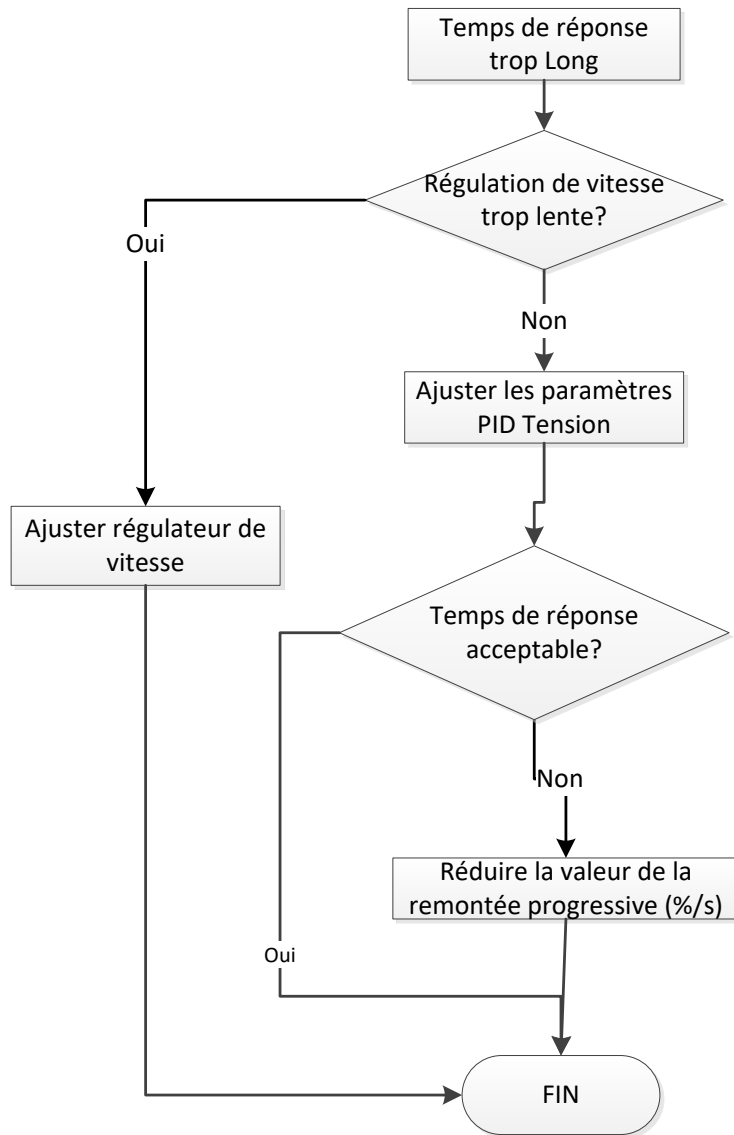 Temps de réponse
trop Long
Régulation de vitesse
trop lente?
Oui
Non
Ajuster les paramètres
PID Tension
Ajuster régulateur de
vitesse
Temps de réponse
acceptable?
Non
Réduire la valeur de la
remontée progressive (%/s)
Oui
FIN